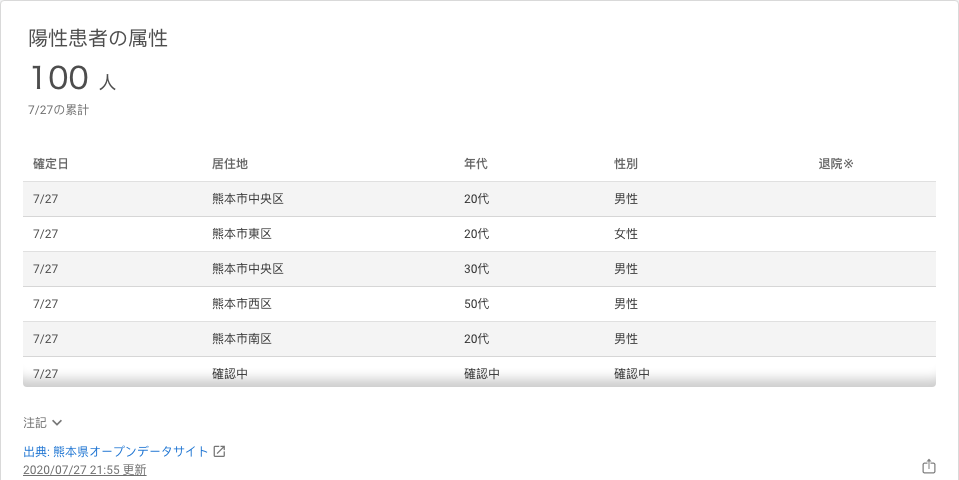 陽性患者の属性
100 人
7/27の累計
確定日 居住地 年代 性別 退院※
7/27 熊本市中央区 20代 男性
7/27 熊本市東区 20代 女性
7/27 熊本市中央区 30代 男性
7/27 熊本市西区 50代 男性
7/27 熊本市南区 20代 男性
7/27 確認中 確認中 確認中
注記
出典: 熊本県オープンデータサイト
2020/07/27 21:55 更新